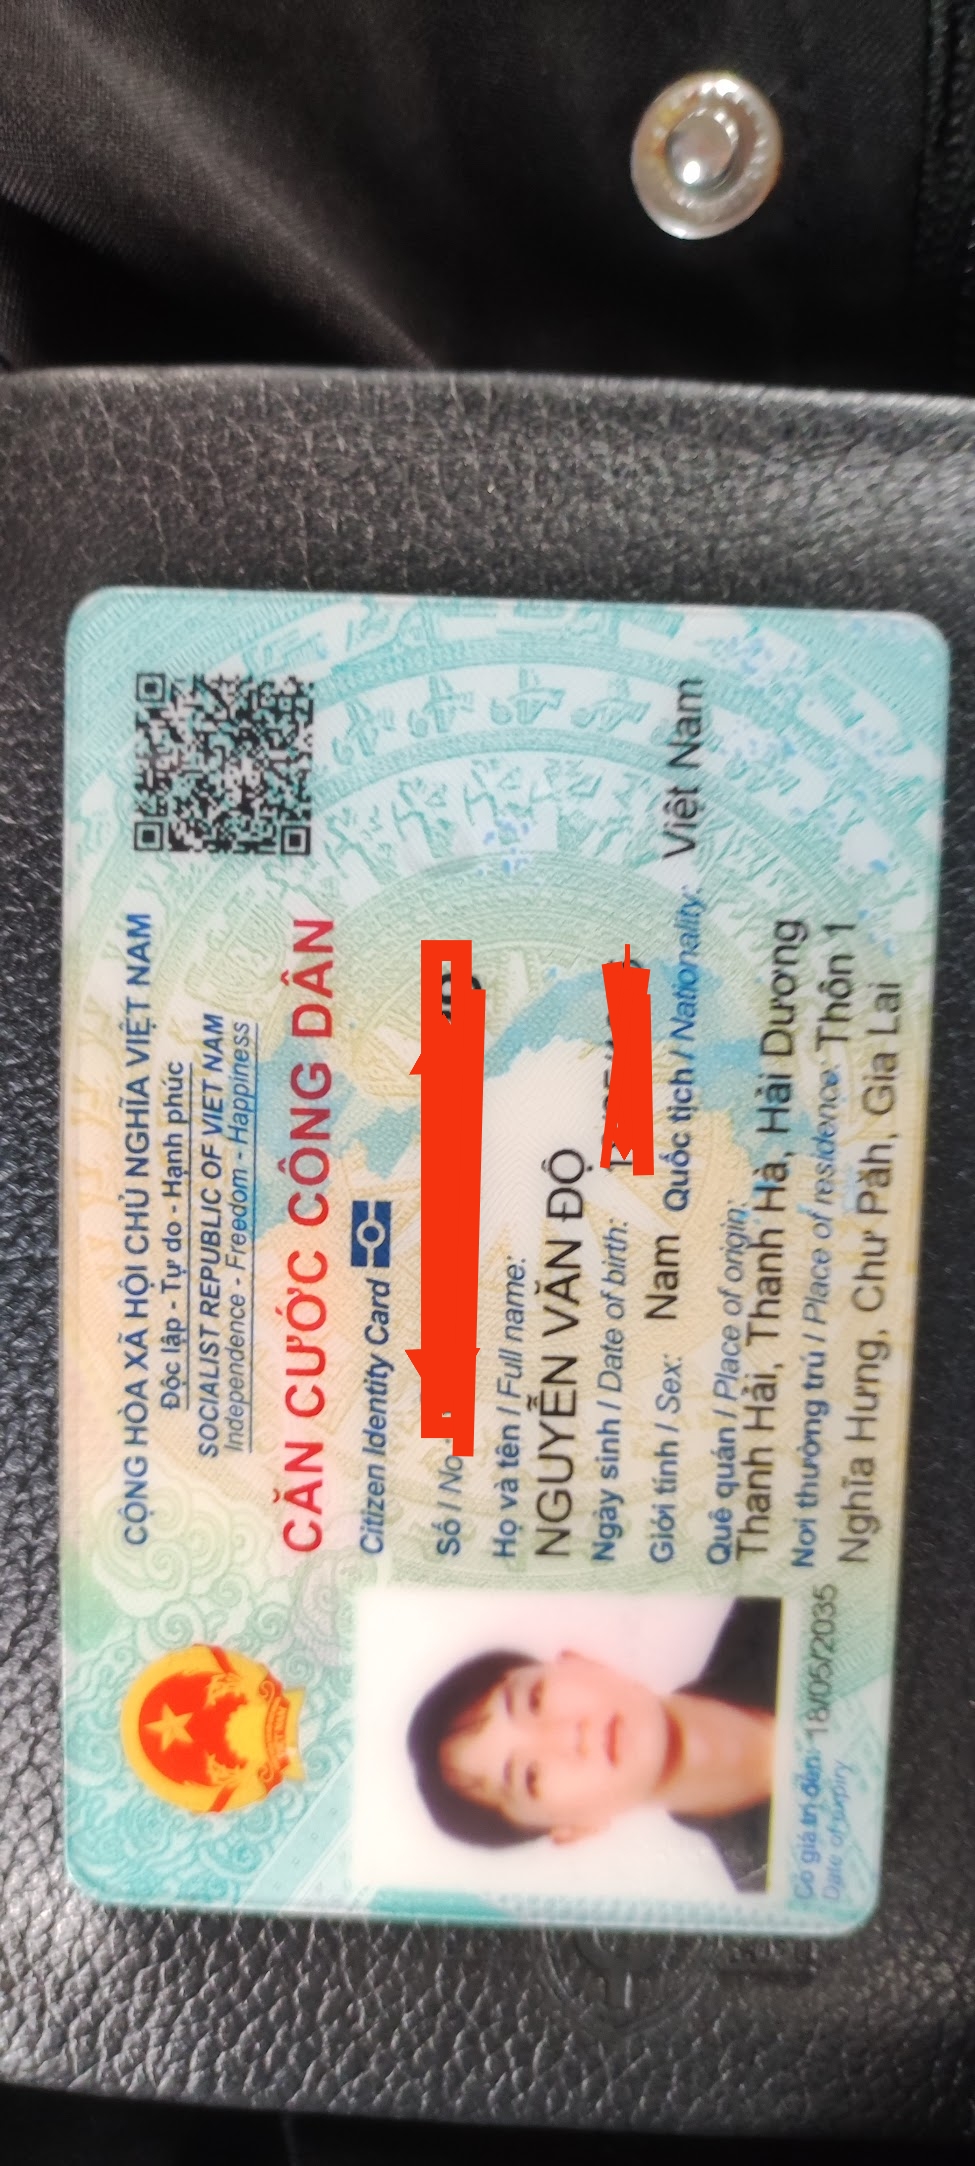 CỘNG HÒA XÃ HỘI CHỦ NGHĨA VIỆT NAM
Độc lập - Tự do - Hạnh phúc
SOCIALIST REPUBLIC OF VIET NAM
Independence - Freedom - Happiness
CĂN CƯỚC CÔNG DÂN
Citizen Identity Card
Số / No.
Họ và tên / Full name:
NGUYỄN VĂN ĐỘ
Ngày sinh / Date of birth:
Giới tính / Sex: Nam Quốc tịch / Nationality: Việt Nam
Quê quán / Place of origin:
Thanh Hải, Thanh Hà, Hải Dương
Nơi thường trú / Place of residence: Thôn 1
Nghĩa Hưng, Chư Păh, Gia Lai
Có giá trị đến: 18/05/2035
Date of expiry